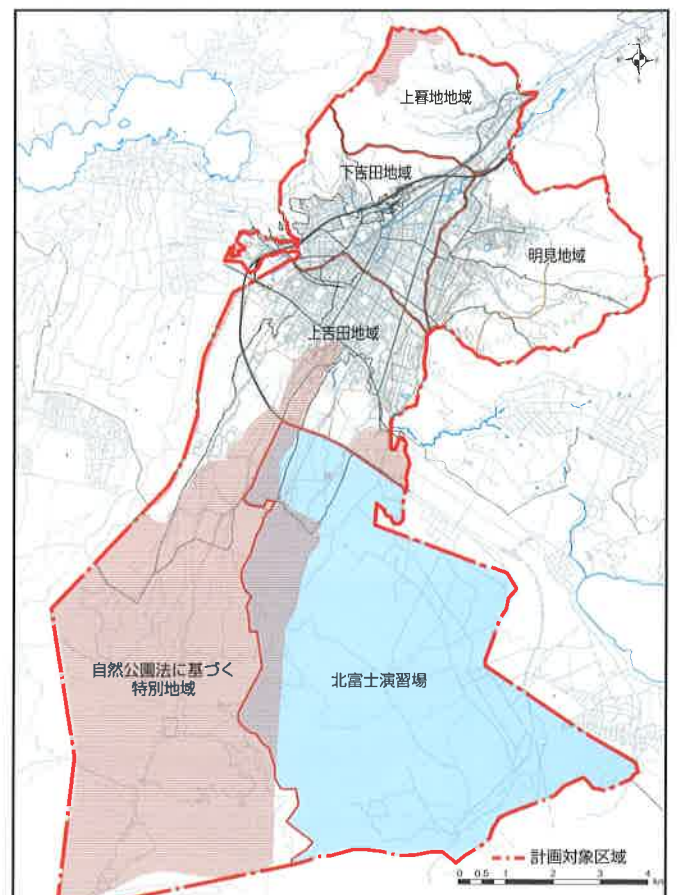 上暮地地域
下吉田地域
明見地域
上吉田地域
自然公園法に基づく
特別地域
北富士演習場
計画対象区域
0 0.5 1 2 3 4